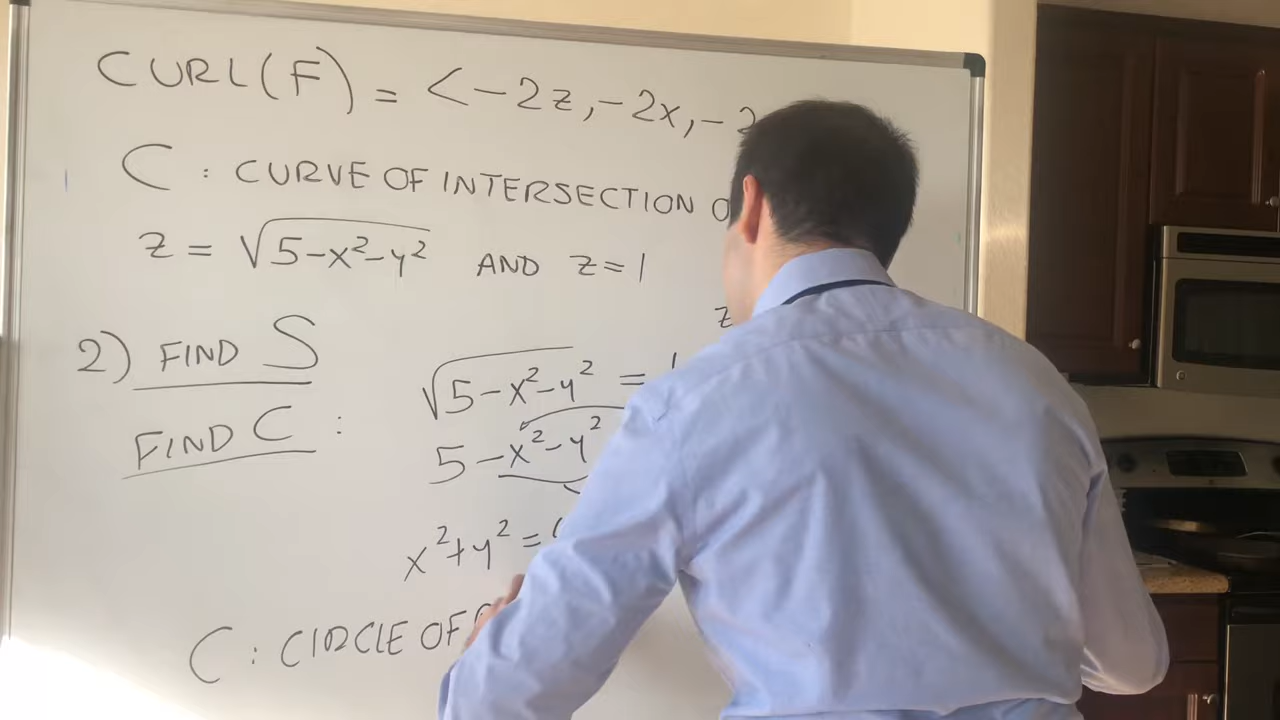 CURL(F) = <-2z, -2x, -2
C : CURVE OF INTERSECTION O
z = √5-x²-y² AND z=1
z
2) FIND S
√5-x²-y² = 1
FIND C :
5-x²-y²
x²+y² =
C: CIRCLE OF